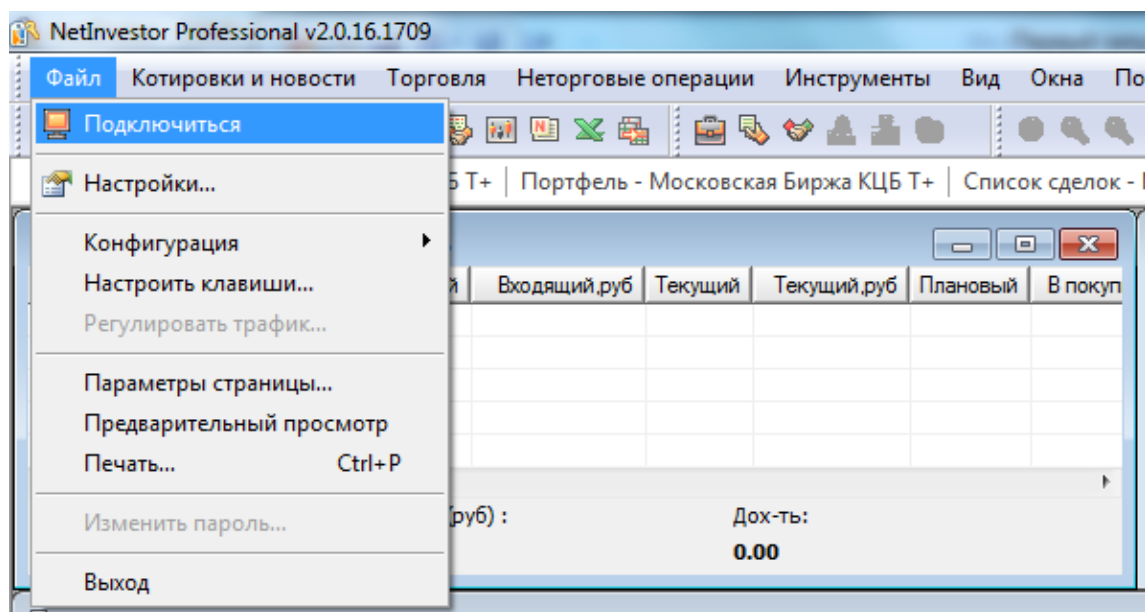 NetInvestor Professional v2.0.16.1709
Файл Котировки и новости Торговля Неторговые операции Инструменты Вид Окна По
Подключиться
Настройки...
Т+ Портфель - Московская Биржа КЦБ Т+ Список сделок -
Конфигурация
Входящий,руб Текущий Текущий,руб Плановый В покуп
Настроить клавиши...
Регулировать трафик...
Параметры страницы...
Предварительный просмотр
Печать... Ctrl+P
Изменить пароль...
(руб) : Дох-ть:
0.00
Выход